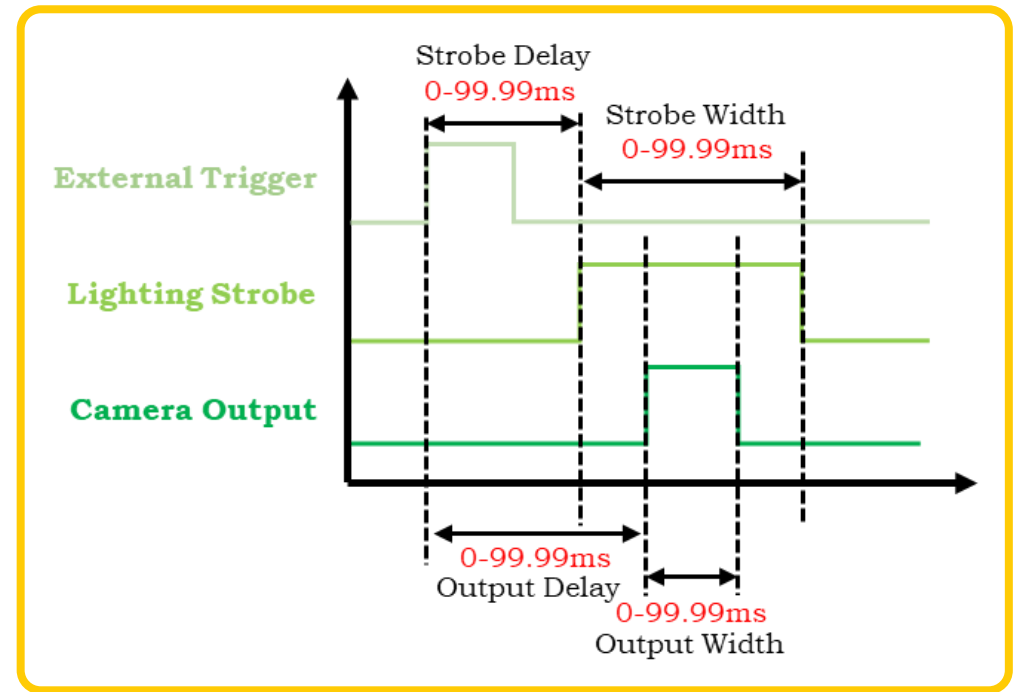 Strobe Delay
0-99.99ms
Strobe Width
0-99.99ms
External Trigger
Lighting Strobe
Camera Output
0-99.99ms
Output Delay
0-99.99ms
Output Width